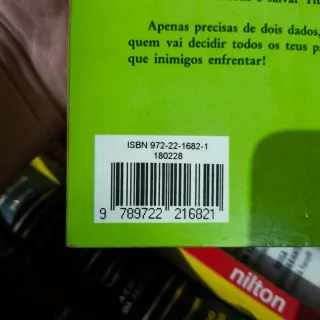 Apenas precisas de dois dados,
quem vai decidir todos os teus
que inimigos enfrentar!
ISBN 972-22-1682-1
180228
9 789722 216821
nilton